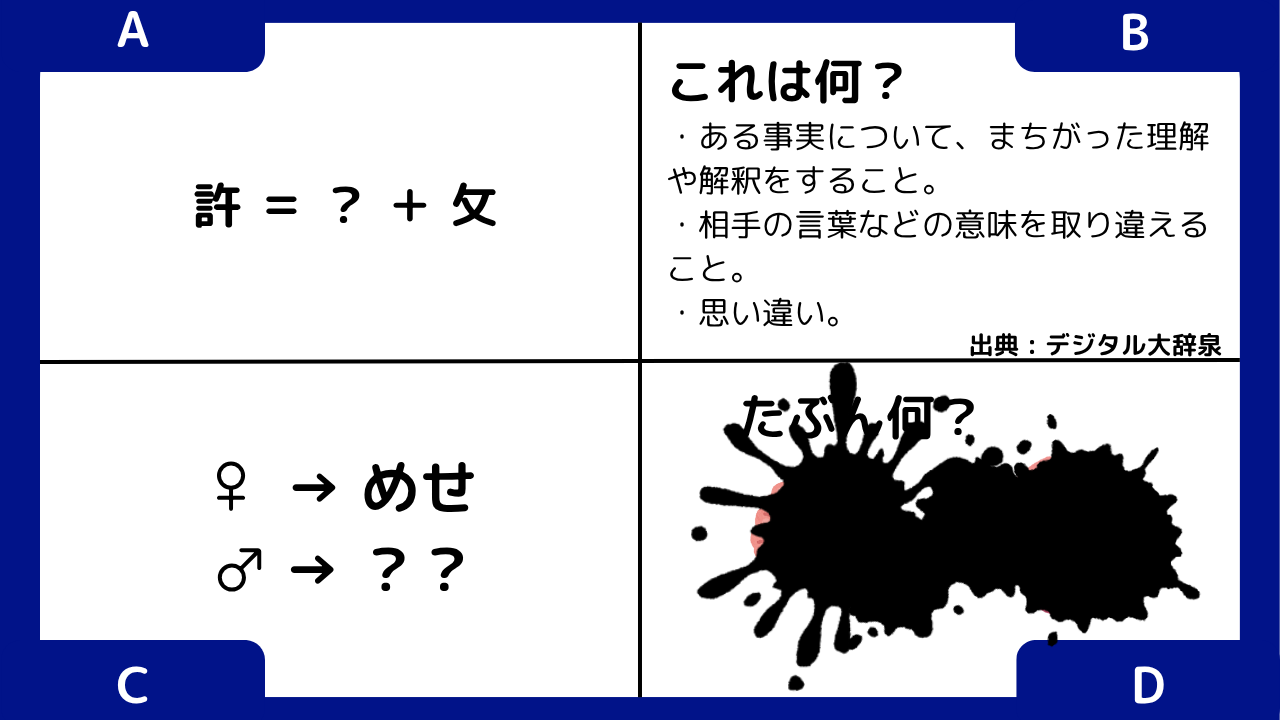 A
B
許 = ? + 攵
これは何?
・ある事実について、まちがった理解
や解釈をすること。
・相手の言葉などの意味を取り違える
こと。
・思い違い。
出典:デジタル大辞泉
♀ → めせ
♂ → ??
たぶん何?
C
D